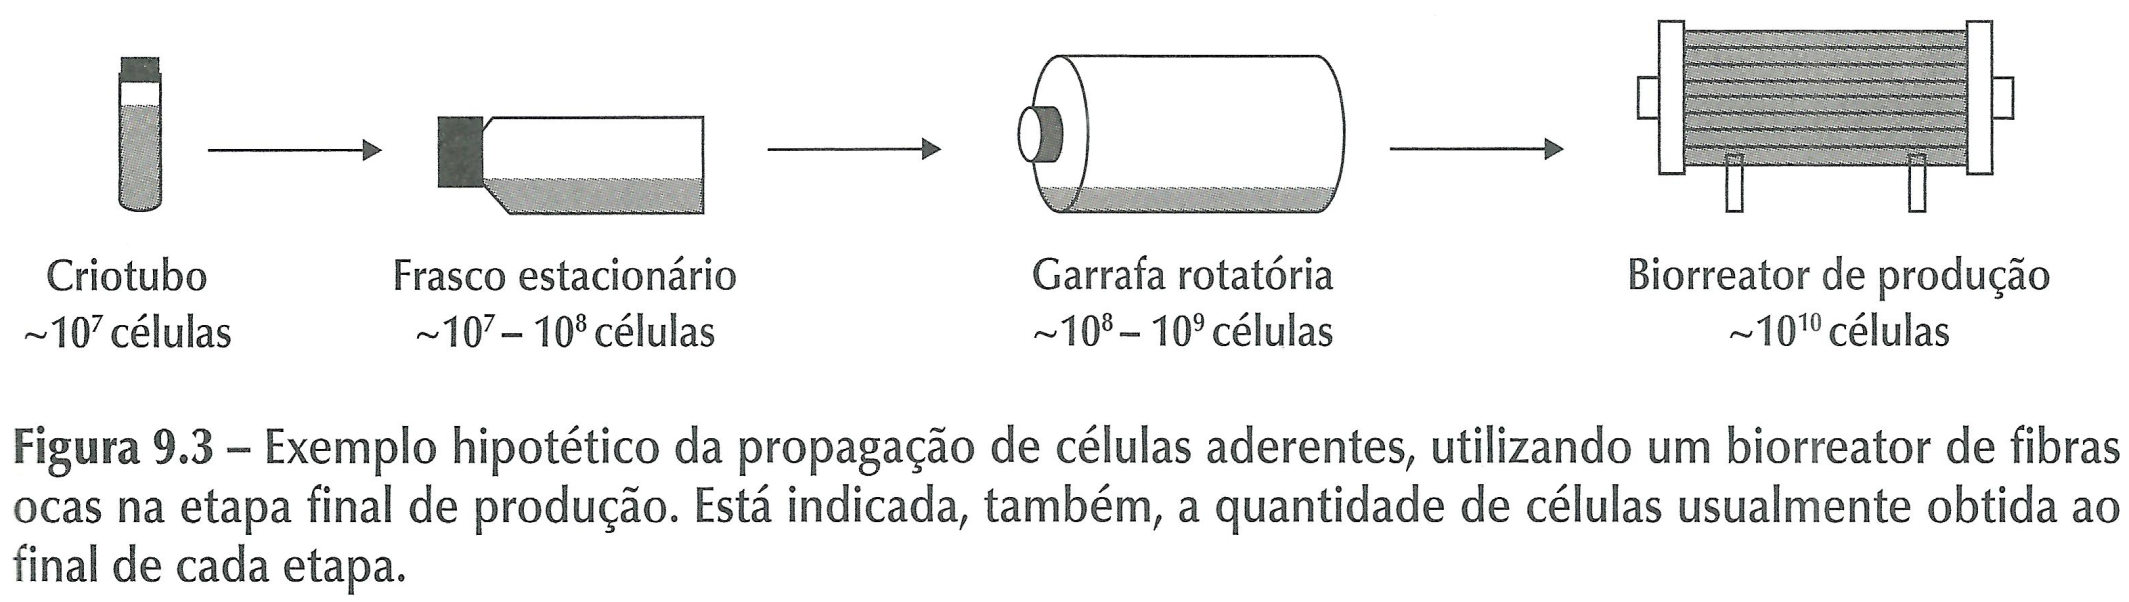 Criotubo
~10⁷ células
Frasco estacionário
~10⁷ – 10⁸ células
Garrafa rotatória
~10⁸ – 10⁹ células
Biorreator de produção
~10¹⁰ células
Figura 9.3 – Exemplo hipotético da propagação de células aderentes, utilizando um biorreator de fibras
ocas na etapa final de produção. Está indicada, também, a quantidade de células usualmente obtida ao
final de cada etapa.